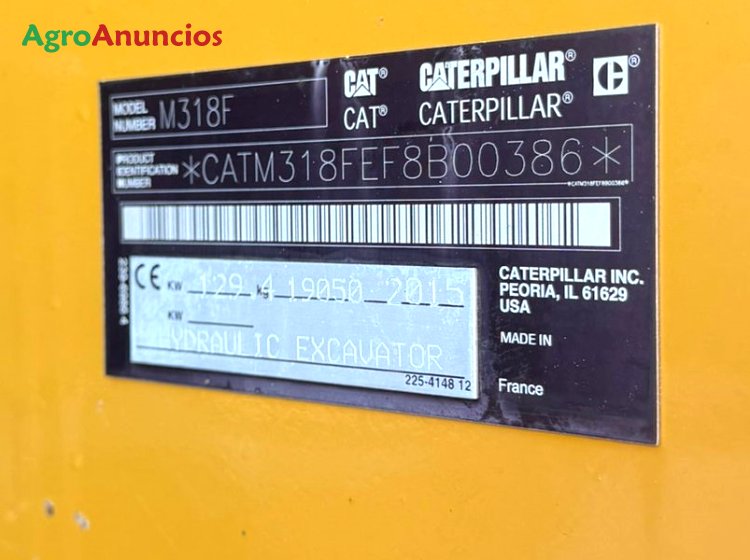 AgroAnuncios
CAT® CATERPILLAR® C®
MODEL NUMBER M318F
CAT® CATERPILLAR®
PRODUCT IDENTIFICATION NUMBER *CATM318FEF8B00386*
*CATM318FEF8B00386*
CE KW 129.4 kg 19050 2015
KW
HYDRAULIC EXCAVATOR
225-4148 12
CATERPILLAR INC.
PEORIA, IL 61629
USA
MADE IN
France